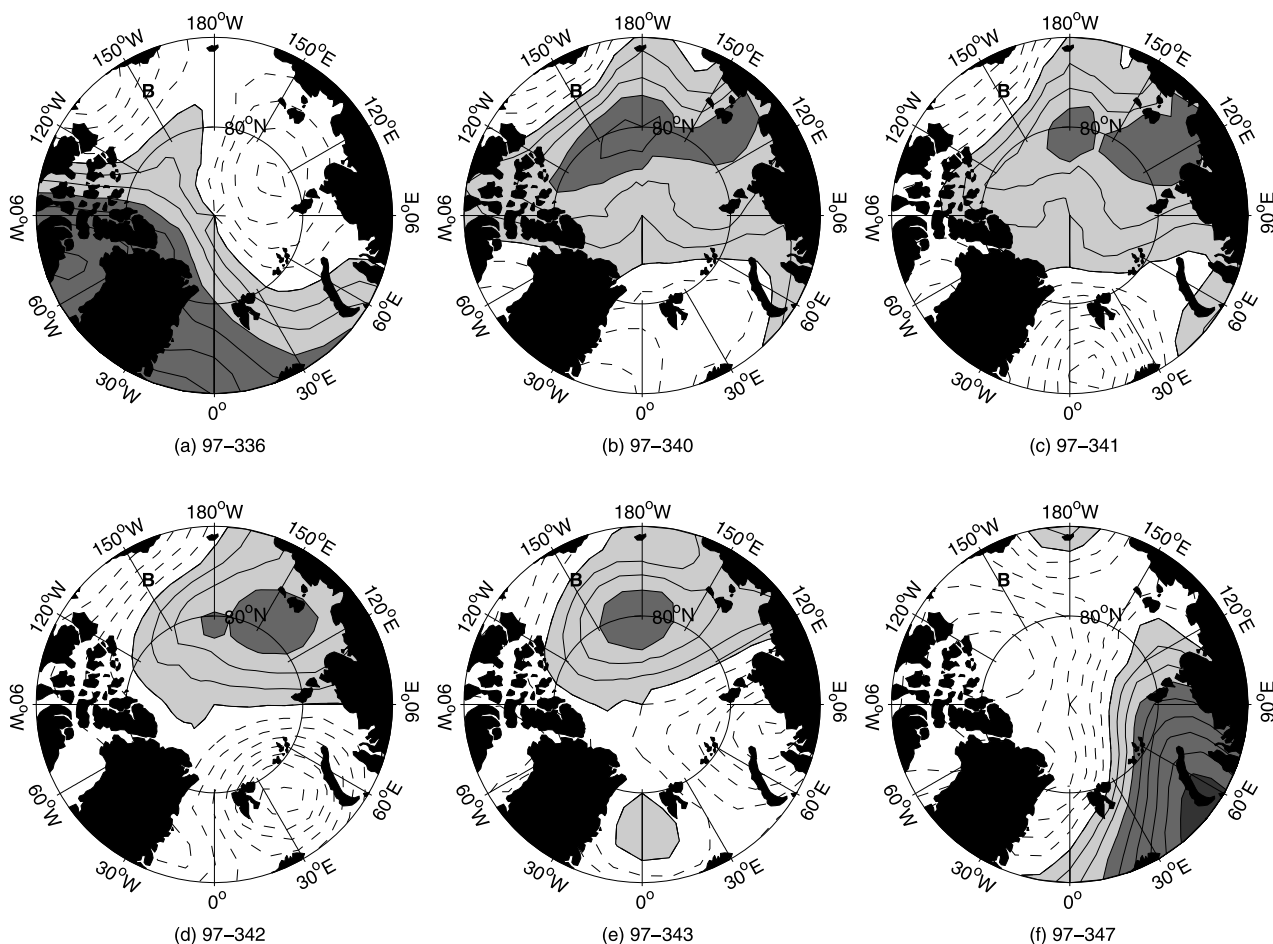 180°W 180°W 180°W
150°W 150°E 150°W 150°E 150°W 150°E
B B B
120°W 80°N 120°E 120°W 80°N 120°E 120°W 80°N 120°E
90°W 90°E 90°W 90°E 90°W 90°E
60°W 60°E 60°W 60°E 60°W 60°E
30°W 30°E 30°W 30°E 30°W 30°E
0° 0° 0°
(a) 97−336 (b) 97−340 (c) 97−341
180°W 180°W 180°W
150°W 150°E 150°W 150°E 150°W 150°E
B B B
120°W 80°N 120°E 120°W 80°N 120°E 120°W 80°N 120°E
90°W 90°E 90°W 90°E 90°W 90°E
60°W 60°E 60°W 60°E 60°W 60°E
30°W 30°E 30°W 30°E 30°W 30°E
0° 0° 0°
(d) 97−342 (e) 97−343 (f) 97−347